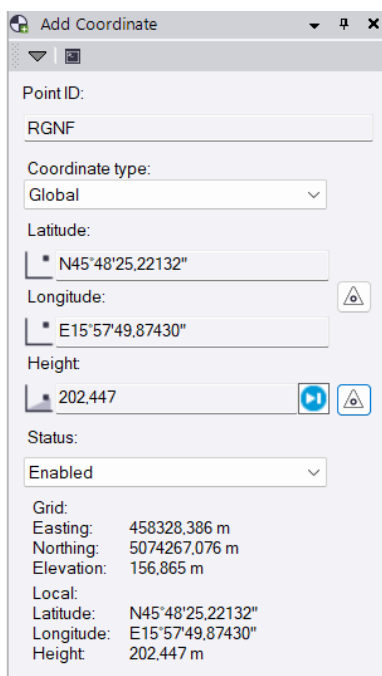 Add Coordinate
Point ID:
RGNF
Coordinate type:
Global
Latitude:
N45°48'25,22132"
Longitude:
E15°57'49,87430"
Height:
202,447
Status:
Enabled
Grid:
Easting: 458328,386 m
Northing: 5074267,076 m
Elevation: 156,865 m
Local:
Latitude: N45°48'25,22132"
Longitude: E15°57'49,87430"
Height: 202,447 m